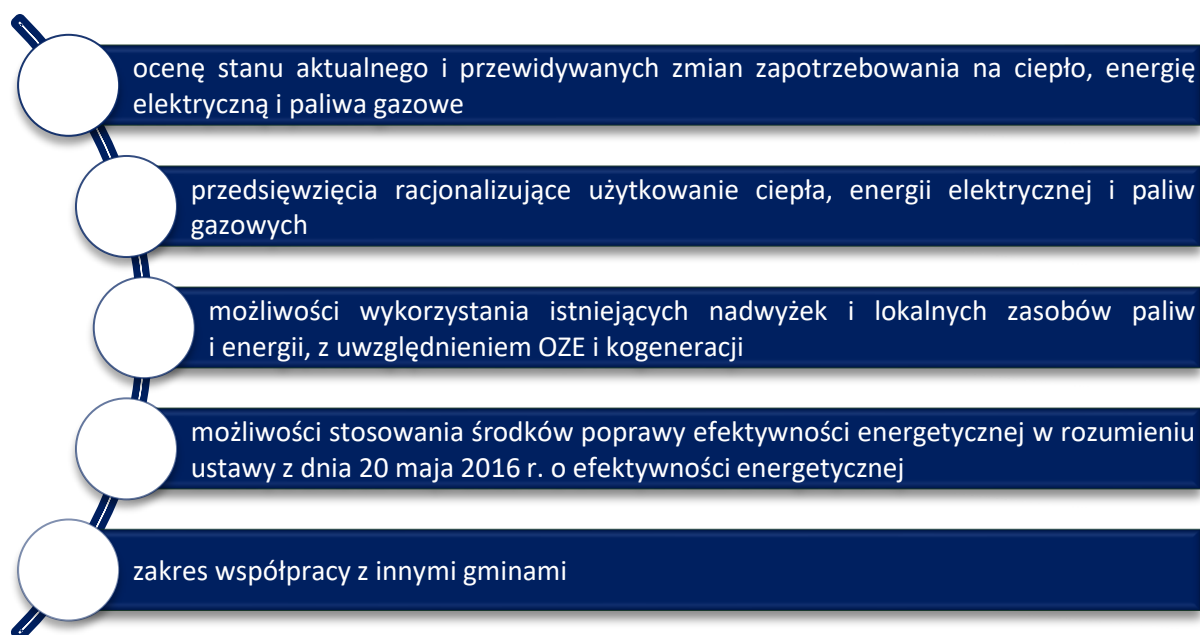 ocenę stanu aktualnego i przewidywanych zmian zapotrzebowania na ciepło, energię
elektryczną i paliwa gazowe
przedsięwzięcia racjonalizujące użytkowanie ciepła, energii elektrycznej i paliw
gazowych
możliwości wykorzystania istniejących nadwyżek i lokalnych zasobów paliw
i energii, z uwzględnieniem OZE i kogeneracji
możliwości stosowania środków poprawy efektywności energetycznej w rozumieniu
ustawy z dnia 20 maja 2016 r. o efektywności energetycznej
zakres współpracy z innymi gminami